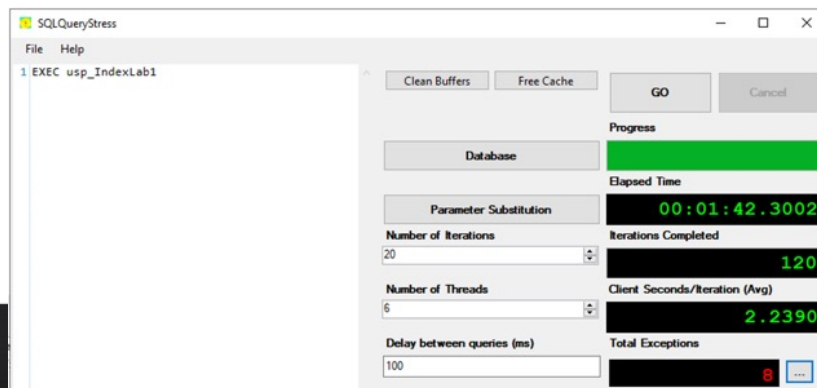 SQLQueryStress
File Help
1 EXEC usp_IndexLab1
Clean Buffers Free Cache
GO Cancel
Progress
Database
Elapsed Time
00:01:42.3002
Parameter Substitution
Number of Iterations
20
Iterations Completed
120
Number of Threads
6
Client Seconds/Iteration (Avg)
2.2390
Delay between queries (ms)
100
Total Exceptions
8 ...